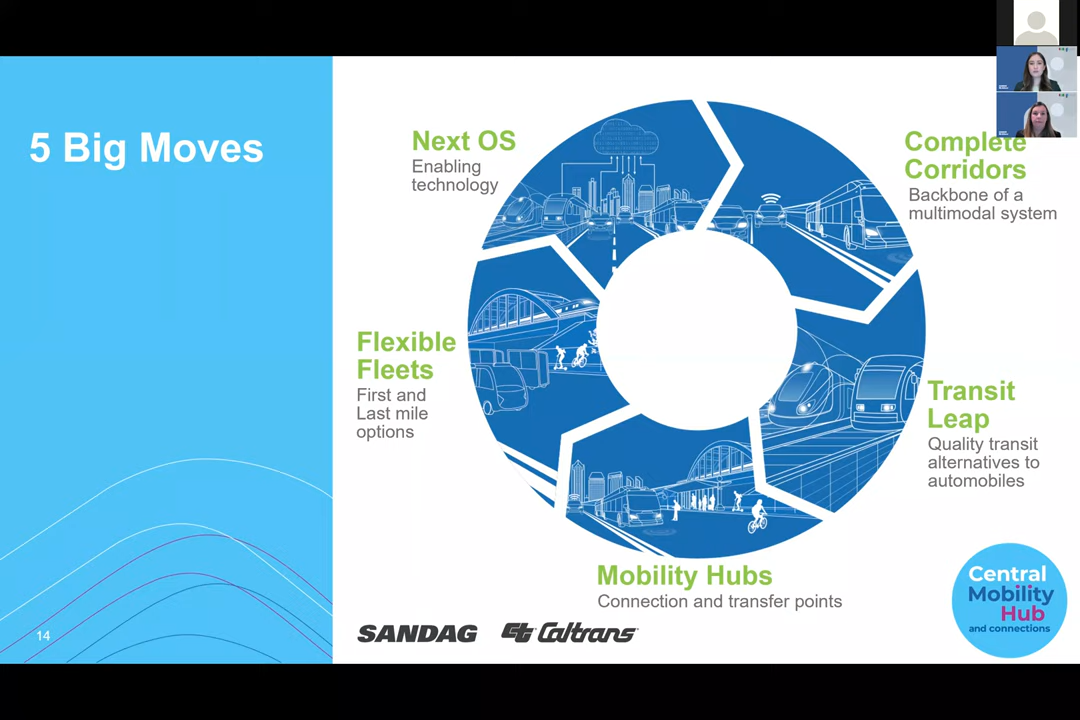 5 Big Moves
Next OS
Enabling
technology
Complete
Corridors
Backbone of a
multimodal system
Flexible
Fleets
First and
Last mile
options
Transit
Leap
Quality transit
alternatives to
automobiles
Mobility Hubs
Connection and transfer points
14
SANDAG
Caltrans
Central
Mobility
Hub
and connections